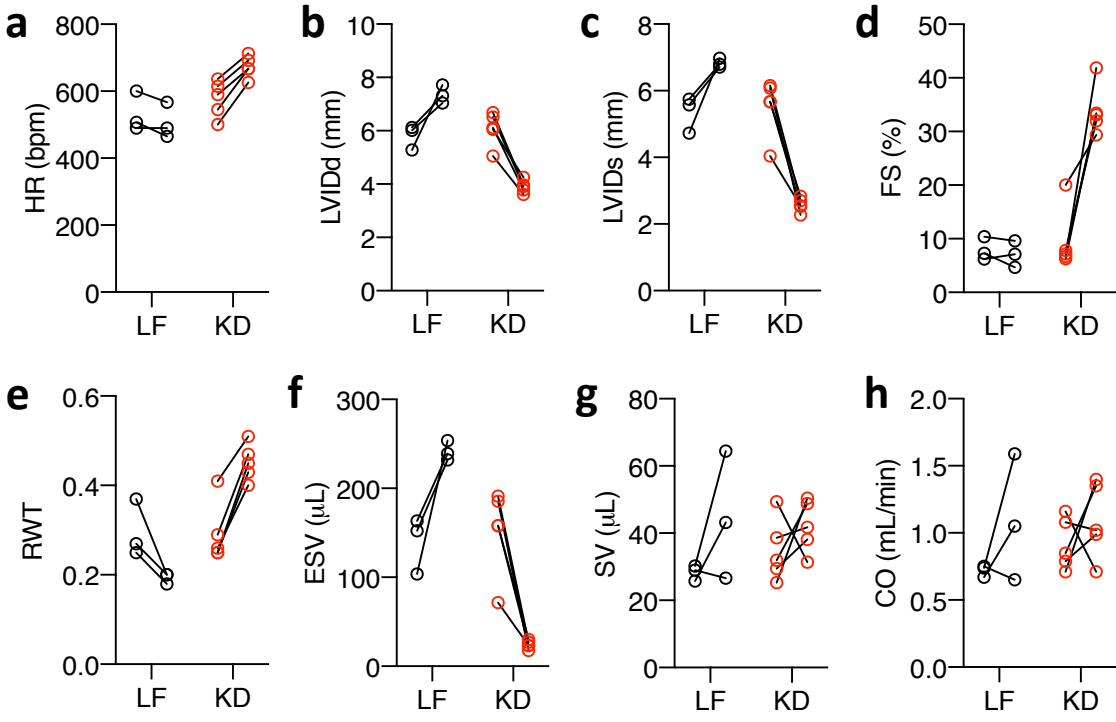 a
HR (bpm)
800
600
400
200
0
LF KD
b
LVIDd (mm)
10
8
6
4
2
0
LF KD
c
LVIDs (mm)
8
6
4
2
0
LF KD
d
FS (%)
50
40
30
20
10
0
LF KD
e
RWT
0.6
0.4
0.2
0.0
LF KD
f
ESV (μL)
300
200
100
0
LF KD
g
SV (μL)
80
60
40
20
0
LF KD
h
CO (mL/min)
2.0
1.5
1.0
0.5
0.0
LF KD